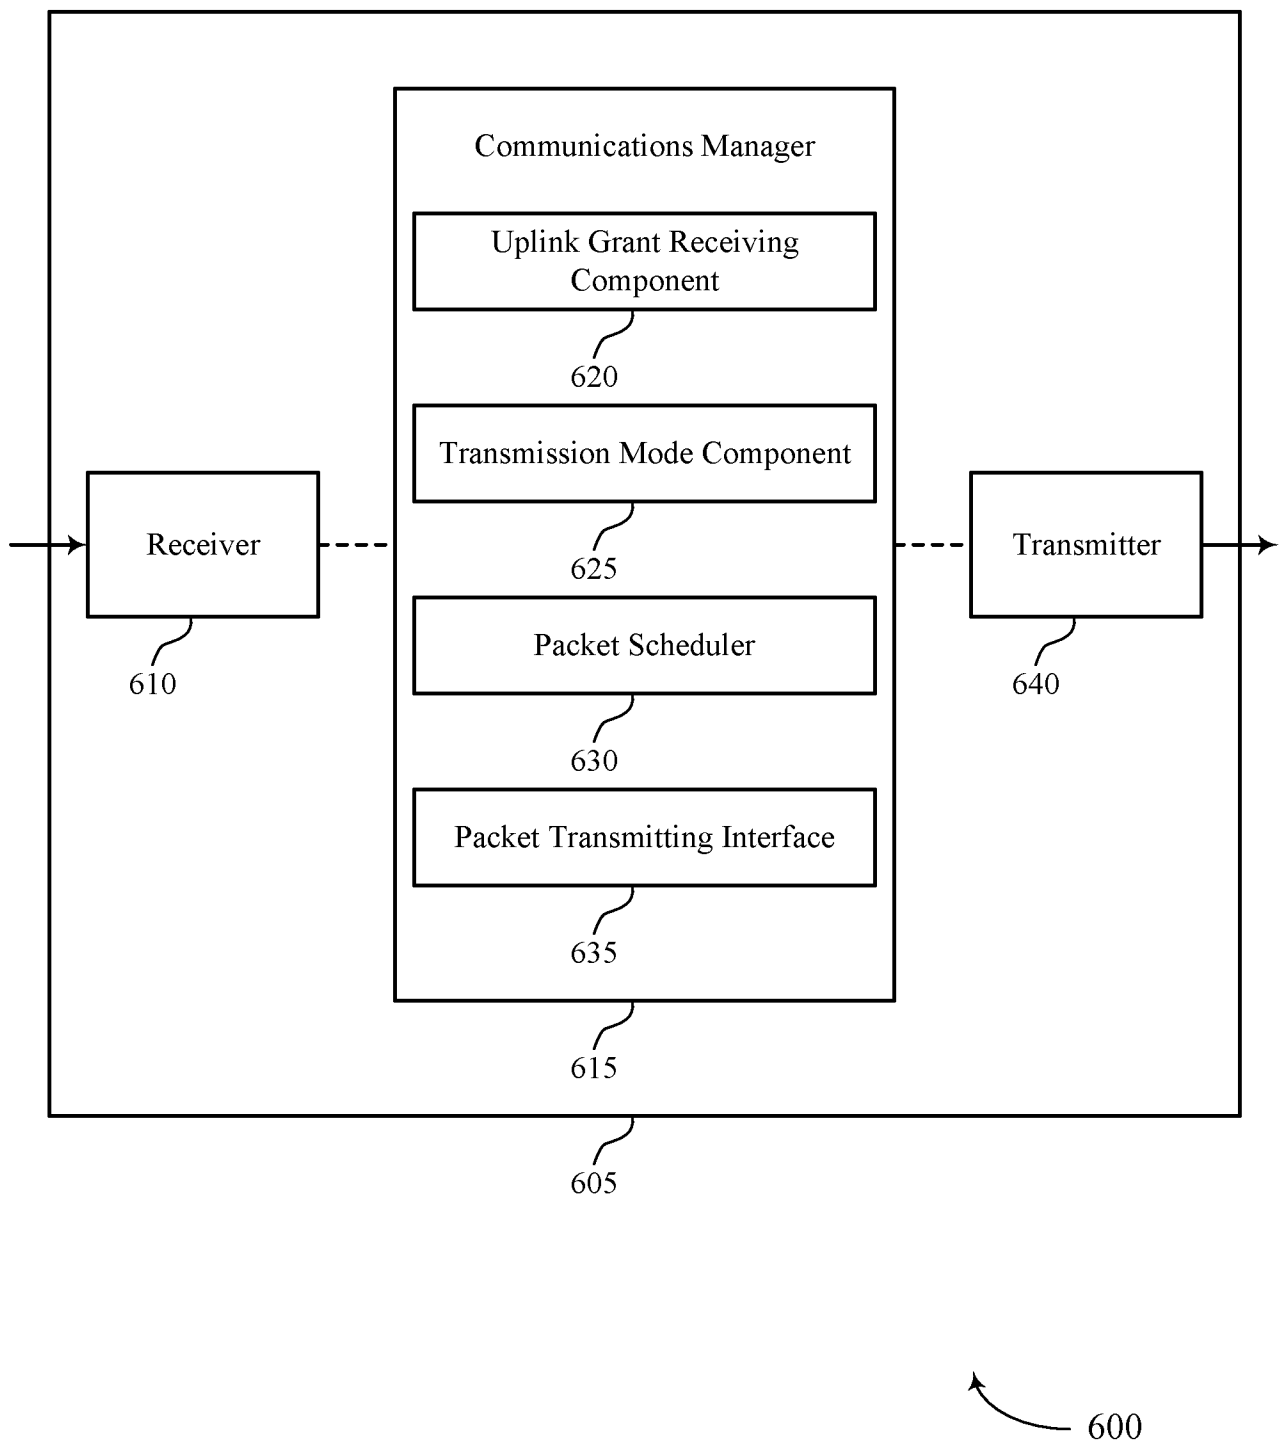 Communications Manager
Uplink Grant Receiving
Component
620
Transmission Mode Component
625
Receiver
610
Transmitter
640
Packet Scheduler
630
Packet Transmitting Interface
635
615
605
600